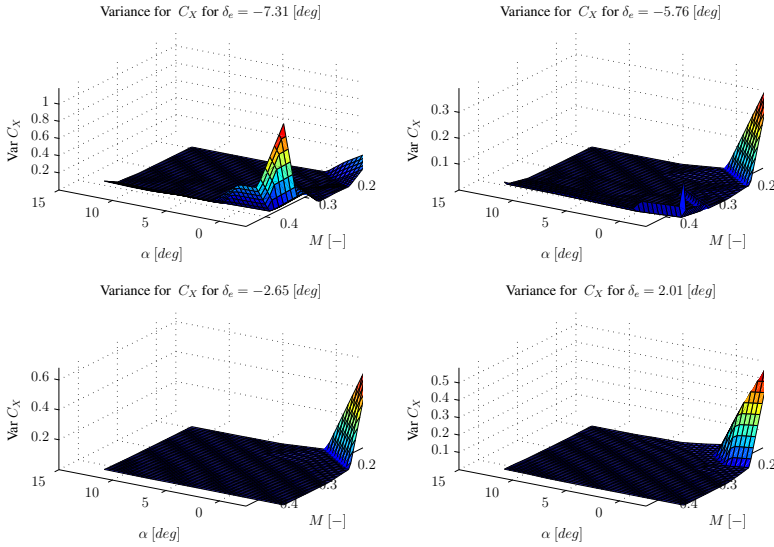 Variance for C_X for δ_e = −7.31 [deg]
1
0.8
0.6
0.4
0.2
Var C_X
15
10
5
0
α [deg]
0.4
0.3
0.2
M [−]
Variance for C_X for δ_e = −5.76 [deg]
0.3
0.2
0.1
Var C_X
15
10
5
0
α [deg]
0.4
0.3
0.2
M [−]
Variance for C_X for δ_e = −2.65 [deg]
0.6
0.4
0.2
Var C_X
15
10
5
0
α [deg]
0.4
0.3
0.2
M [−]
Variance for C_X for δ_e = 2.01 [deg]
0.5
0.4
0.3
0.2
0.1
Var C_X
15
10
5
0
α [deg]
0.4
0.3
0.2
M [−]